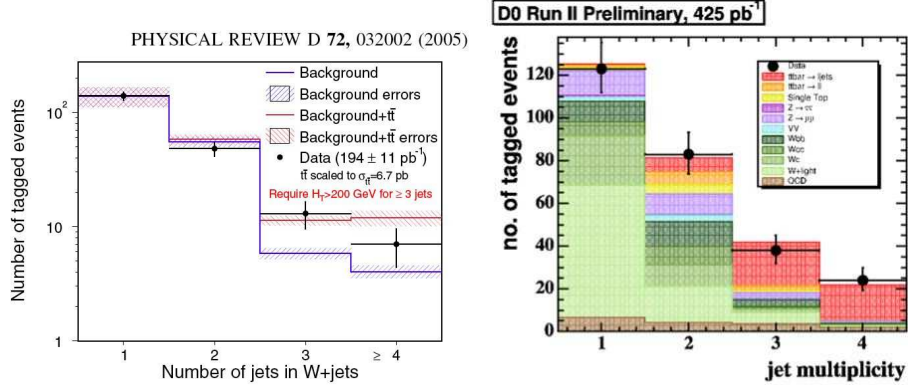 PHYSICAL REVIEW D 72, 032002 (2005)
Number of tagged events
10²
10
1
Background
Background errors
Background+tt̄
Background+tt̄ errors
Data (194 ± 11 pb⁻¹)
tt̄ scaled to σtt̄=6.7 pb
Require HT>200 GeV for ≥ 3 jets
1 2 3 ≥ 4
Number of jets in W+jets
D0 Run II Preliminary, 425 pb⁻¹
no. of tagged events
120
100
80
60
40
20
0
Data
ttbar → ljets
ttbar → ll
Single Top
Z → ττ
Z → μμ
VV
Wbb
Wcc
Wc
W+light
QCD
1 2 3 4
jet multiplicity